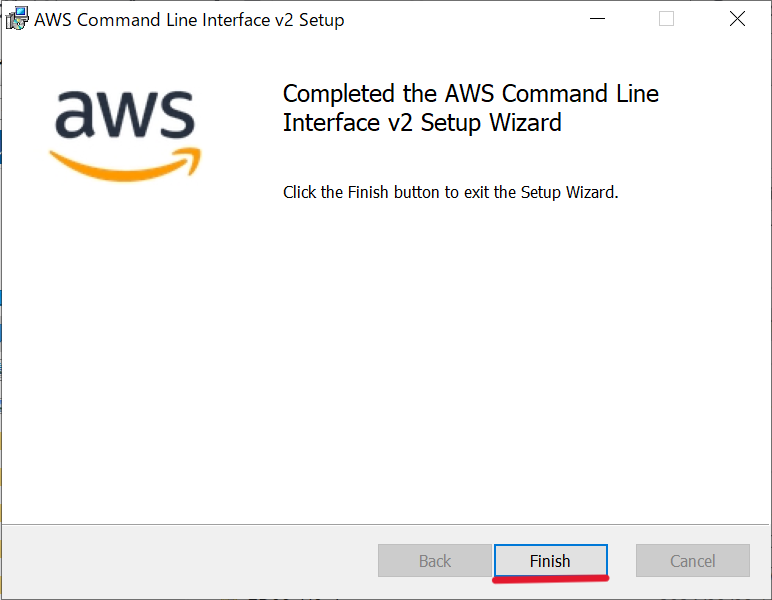 AWS Command Line Interface v2 Setup
aws
Completed the AWS Command Line
Interface v2 Setup Wizard
Click the Finish button to exit the Setup Wizard.
Back
Finish
Cancel